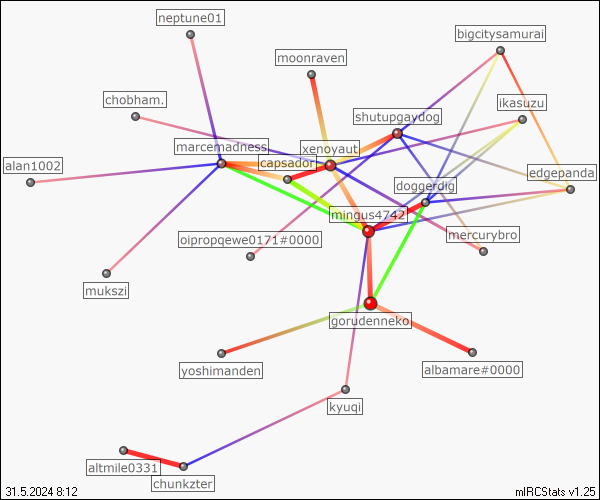 neptune01
bigcitysamurai
moonraven
chobham.
ikasuzu
shutupgaydog
marcemadness
xenoyaut
capsador
alan1002
edgepanda
doggerdig
mingus4742
oipropqewe0171#0000
mercurybro
mukszi
gorudenneko
yoshimanden
albamare#0000
kyuqi
altmile0331
chunkzter
31.5.2024 8:12
mIRCStats v1.25